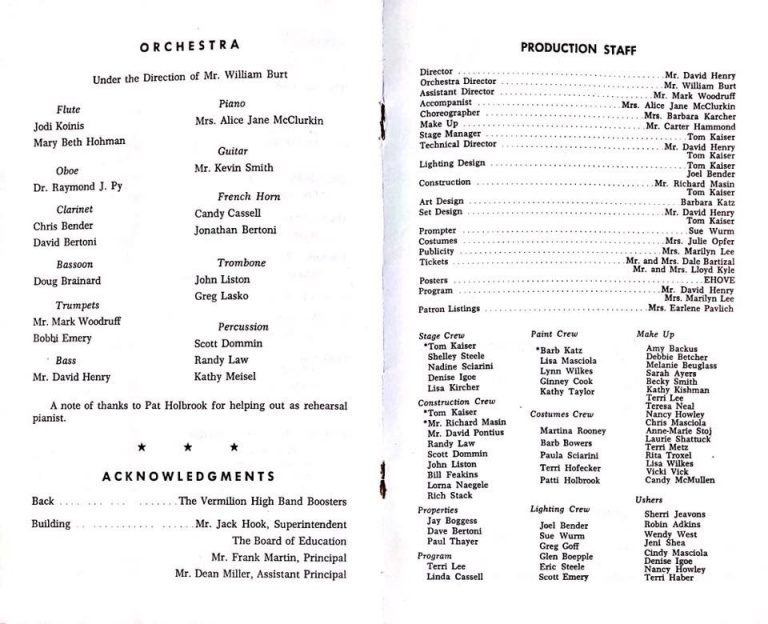 ORCHESTRA
Under the Direction of Mr. William Burt
Flute
Jodi Koinis
Mary Beth Hohman
Oboe
Dr. Raymond J. Py
Clarinet
Chris Bender
David Bertoni
Bassoon
Doug Brainard
Trumpets
Mr. Mark Woodruff
Bobbi Emery
Bass
Mr. David Henry
Piano
Mrs. Alice Jane McClurkin
Guitar
Mr. Kevin Smith
French Horn
Candy Cassell
Jonathan Bertoni
Trombone
John Liston
Greg Lasko
Percussion
Scott Dommin
Randy Law
Kathy Meisel
A note of thanks to Pat Holbrook for helping out as rehearsal
pianist.
★ ★ ★
ACKNOWLEDGMENTS
Back .... ... ... ... ....... The Vermilion High Band Boosters
Building .................... Mr. Jack Hook, Superintendent
The Board of Education
Mr. Frank Martin, Principal
Mr. Dean Miller, Assistant Principal
PRODUCTION STAFF
Director .......... Mr. David Henry
Orchestra Director .......... Mr. William Burt
Assistant Director .......... Mr. Mark Woodruff
Accompanist .......... Mrs. Alice Jane McClurkin
Choreographer .......... Mrs. Barbara Karcher
Make Up .......... Mr. Carter Hammond
Stage Manager .......... Tom Kaiser
Technical Director .......... Mr. David Henry
Tom Kaiser
Lighting Design .......... Tom Kaiser
Joel Bender
Construction .......... Mr. Richard Masin
Tom Kaiser
Art Design .......... Barbara Katz
Set Design .......... Mr. David Henry
Tom Kaiser
Prompter .......... Sue Wurm
Costumes .......... Mrs. Julie Opfer
Publicity .......... Mrs. Marilyn Lee
Tickets .......... Mr. and Mrs. Dale Bartizal
Mr. and Mrs. Lloyd Kyle
Posters .......... EHOVE
Program .......... Mr. David Henry
Mrs. Marilyn Lee
Patron Listings .......... Mrs. Earlene Pavlich
Stage Crew
*Tom Kaiser
Shelley Steele
Nadine Sciarini
Denise Igoe
Lisa Kircher
Construction Crew
*Tom Kaiser
*Mr. Richard Masin
Mr. David Pontius
Randy Law
Scott Dommin
John Liston
Bill Feakins
Lorna Naegele
Rich Stack
Properties
Jay Boggess
Dave Bertoni
Paul Thayer
Program
Terri Lee
Linda Cassell
Paint Crew
*Barb Katz
Lisa Masciola
Lynn Wilkes
Ginney Cook
Kathy Taylor
Costumes Crew
Martina Rooney
Barb Bowers
Paula Sciarini
Terri Hofecker
Patti Holbrook
Lighting Crew
Joel Bender
Sue Wurm
Greg Goff
Glen Boepple
Eric Steele
Scott Emery
Make Up
Amy Backus
Debbie Betcher
Melanie Beuglass
Sarah Ayers
Becky Smith
Kathy Kishman
Terri Lee
Teresa Neal
Nancy Howley
Chris Masciola
Anne-Marie Stoj
Laurie Shattuck
Terri Metz
Rita Troxel
Lisa Wilkes
Vicki Vick
Candy McMullen
Ushers
Sherri Jeavons
Robin Adkins
Wendy West
Jeni Shea
Cindy Masciola
Denise Igoe
Nancy Howley
Terri Haber